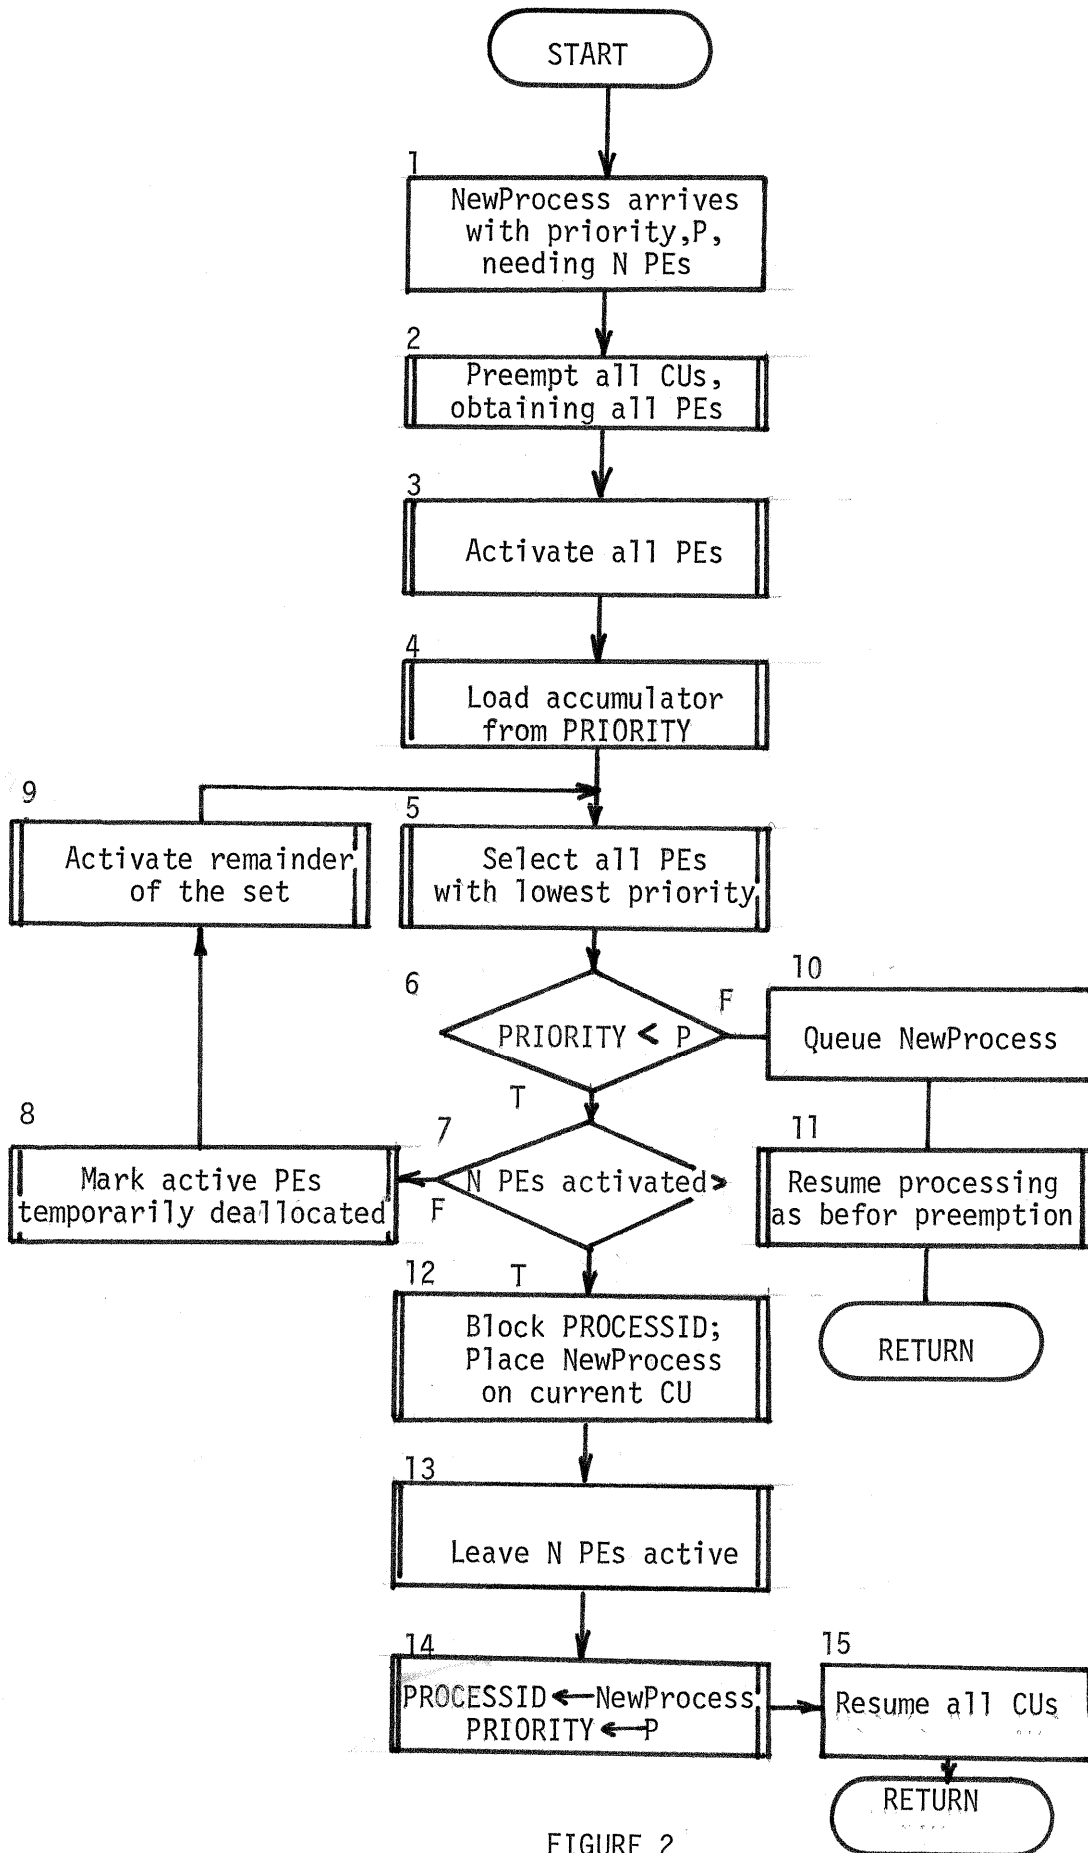 START
1
NewProcess arrives
with priority,P,
needing N PEs
2
Preempt all CUs,
obtaining all PEs
3
Activate all PEs
4
Load accumulator
from PRIORITY
9
Activate remainder
of the set
5
Select all PEs
with lowest priority
6
PRIORITY < P
F
T
10
Queue NewProcess
7
N PEs activated>
F
T
8
Mark active PEs
temporarily deallocated
11
Resume processing
as befor preemption
RETURN
12
Block PROCESSID;
Place NewProcess
on current CU
13
Leave N PEs active
14
PROCESSID ← NewProcess
PRIORITY ← P
15
Resume all CUs
RETURN
FIGURE 2